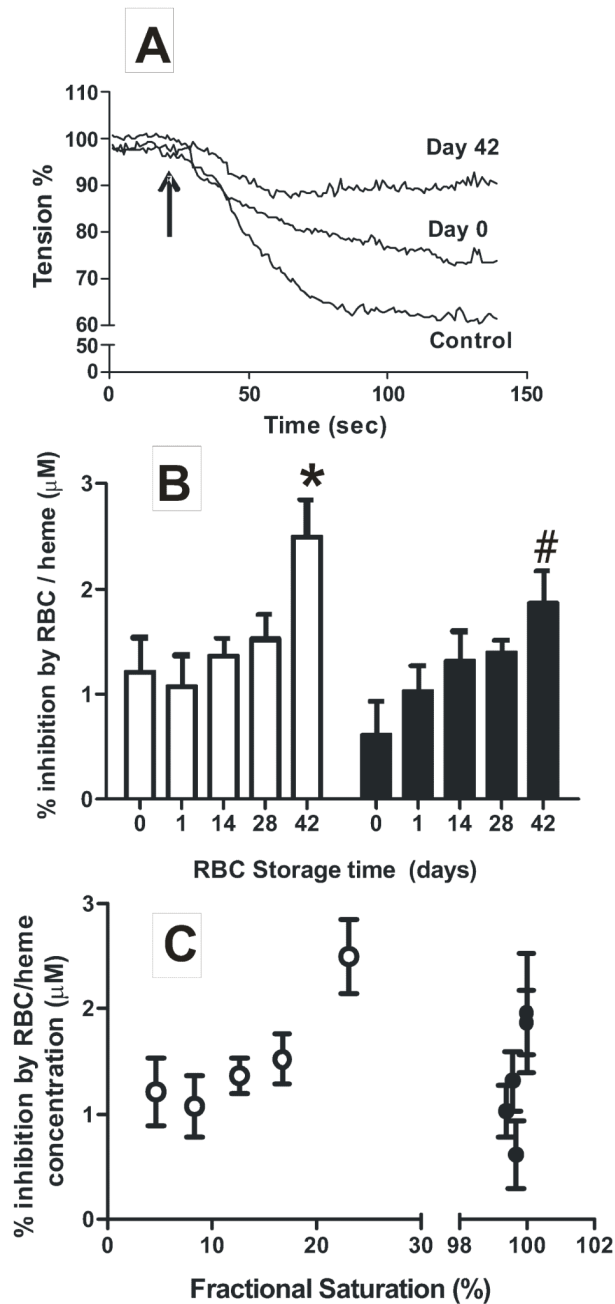 A
110
100
90
80
70
60
50
0
Tension %
Day 42
Day 0
Control
0 50 100 150
Time (sec)
B
% inhibition by RBC / heme (μM)
3
2
1
0
*
#
0 1 14 28 42 0 1 14 28 42
RBC Storage time (days)
C
% inhibition by RBC/heme
concentration (μM)
3
2
1
0
0 10 20 30 98 100 102
Fractional Saturation (%)